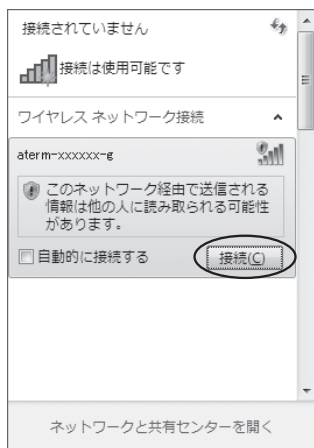 接続されていません
接続は使用可能です
ワイヤレス ネットワーク接続
aterm-xxxxxx-g
このネットワーク経由で送信される
情報は他の人に読み取られる可能性
があります。
自動的に接続する
接続(C)
ネットワークと共有センターを開く